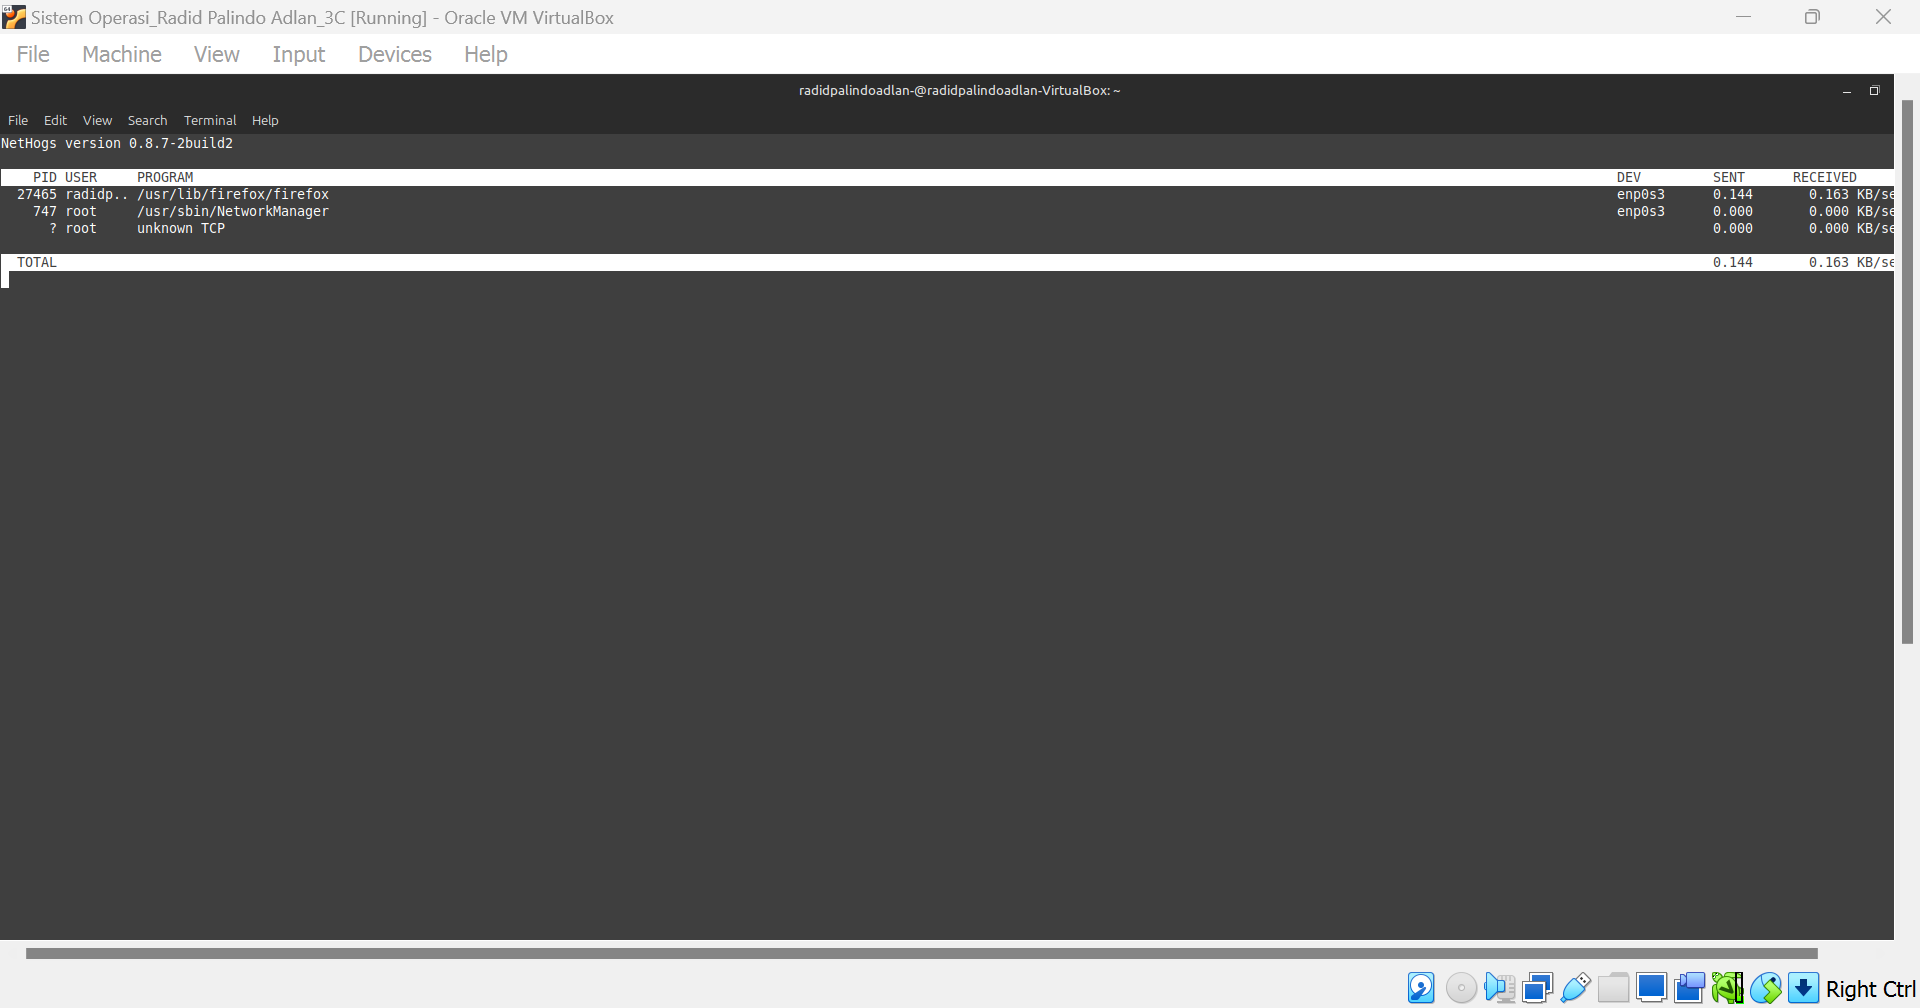 Sistem Operasi_Radid Palindo Adlan_3C [Running] - Oracle VM VirtualBox
File Machine View Input Devices Help
radidpalindoadlan-@radidpalindoadlan-VirtualBox: ~
File Edit View Search Terminal Help
NetHogs version 0.8.7-2build2
PID USER PROGRAM DEV SENT RECEIVED
27465 radidp.. /usr/lib/firefox/firefox enp0s3 0.144 0.163 KB/se
747 root /usr/sbin/NetworkManager enp0s3 0.000 0.000 KB/se
? root unknown TCP 0.000 0.000 KB/se
TOTAL 0.144 0.163 KB/se
Right Ctrl